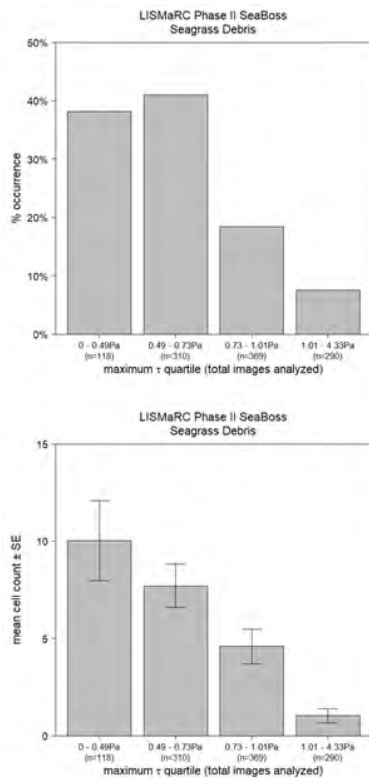 LISMaRC Phase II SeaBoss
Seagrass Debris
50%
40%
30%
20%
10%
0%
% occurrence
0 - 0.49Pa 0.49 - 0.73Pa 0.73 - 1.01Pa 1.01 - 4.33Pa
(n=118) (n=310) (n=369) (n=290)
maximum τ quartile (total images analyzed)
LISMaRC Phase II SeaBoss
Seagrass Debris
15
10
5
0
mean cell count ± SE
0 - 0.49Pa 0.49 - 0.73Pa 0.73 - 1.01Pa 1.01 - 4.33Pa
(n=118) (n=310) (n=369) (n=290)
maximum τ quartile (total images analyzed)